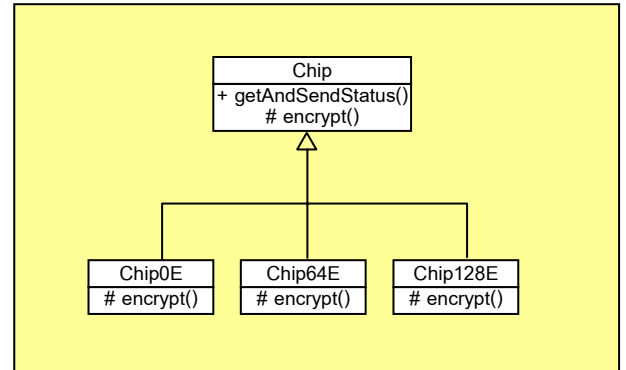 Chip
+ getAndSendStatus()
# encrypt()
Chip0E
# encrypt()
Chip64E
# encrypt()
Chip128E
# encrypt()